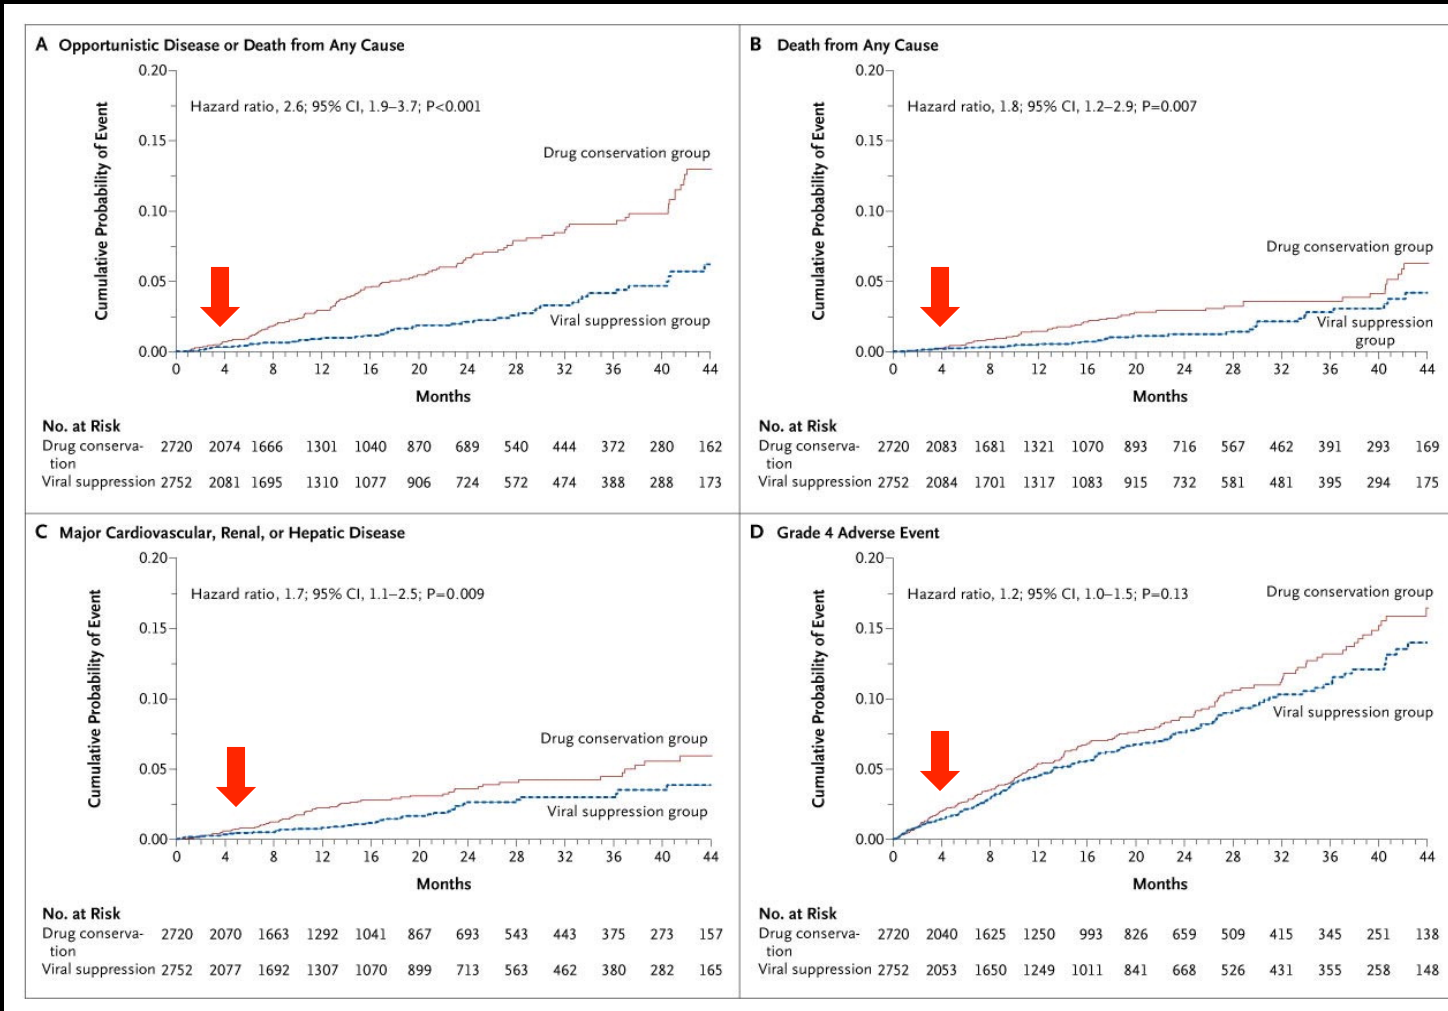 A Opportunistic Disease or Death from Any Cause
Cumulative Probability of Event
0.20
0.15
0.10
0.05
0.00
Hazard ratio, 2.6; 95% CI, 1.9–3.7; P<0.001
Drug conservation group
Viral suppression group
0 4 8 12 16 20 24 28 32 36 40 44
Months
No. at Risk
Drug conserva- 2720 2074 1666 1301 1040 870 689 540 444 372 280 162
tion
Viral suppression 2752 2081 1695 1310 1077 906 724 572 474 388 288 173
B Death from Any Cause
Cumulative Probability of Event
0.20
0.15
0.10
0.05
0.00
Hazard ratio, 1.8; 95% CI, 1.2–2.9; P=0.007
Drug conservation group
Viral suppression
group
0 4 8 12 16 20 24 28 32 36 40 44
Months
No. at Risk
Drug conserva- 2720 2083 1681 1321 1070 893 716 567 462 391 293 169
tion
Viral suppression 2752 2084 1701 1317 1083 915 732 581 481 395 294 175
C Major Cardiovascular, Renal, or Hepatic Disease
Cumulative Probability of Event
0.20
0.15
0.10
0.05
0.00
Hazard ratio, 1.7; 95% CI, 1.1–2.5; P=0.009
Drug conservation group
Viral suppression group
0 4 8 12 16 20 24 28 32 36 40 44
Months
No. at Risk
Drug conserva- 2720 2070 1663 1292 1041 867 693 543 443 375 273 157
tion
Viral suppression 2752 2077 1692 1307 1070 899 713 563 462 380 282 165
D Grade 4 Adverse Event
Cumulative Probability of Event
0.20
0.15
0.10
0.05
0.00
Hazard ratio, 1.2; 95% CI, 1.0–1.5; P=0.13
Drug conservation group
Viral suppression group
0 4 8 12 16 20 24 28 32 36 40 44
Months
No. at Risk
Drug conserva- 2720 2040 1625 1250 993 826 659 509 415 345 251 138
tion
Viral suppression 2752 2053 1650 1249 1011 841 668 526 431 355 258 148